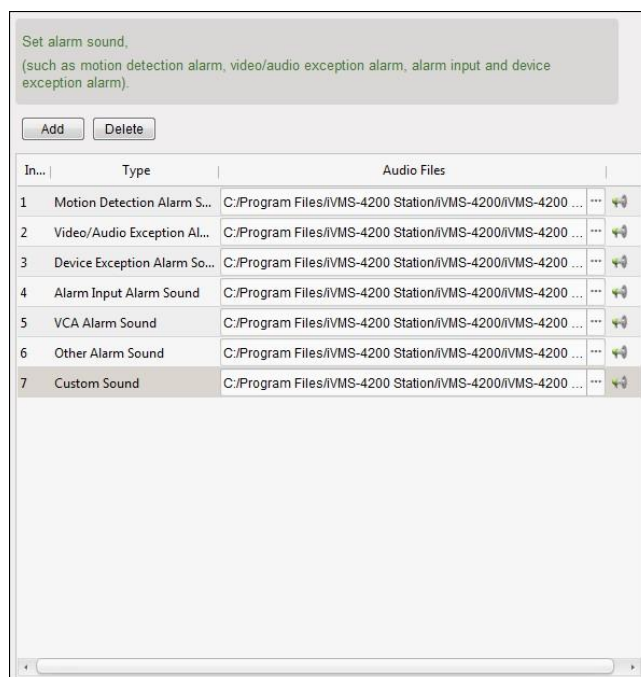 Set alarm sound,
(such as motion detection alarm, video/audio exception alarm, alarm input and device
exception alarm).
Add Delete
In... Type Audio Files
1 Motion Detection Alarm S... C:/Program Files/iVMS-4200 Station/iVMS-4200/iVMS-4200 ... ...
2 Video/Audio Exception Al... C:/Program Files/iVMS-4200 Station/iVMS-4200/iVMS-4200 ... ...
3 Device Exception Alarm So... C:/Program Files/iVMS-4200 Station/iVMS-4200/iVMS-4200 ... ...
4 Alarm Input Alarm Sound C:/Program Files/iVMS-4200 Station/iVMS-4200/iVMS-4200 ... ...
5 VCA Alarm Sound C:/Program Files/iVMS-4200 Station/iVMS-4200/iVMS-4200 ... ...
6 Other Alarm Sound C:/Program Files/iVMS-4200 Station/iVMS-4200/iVMS-4200 ... ...
7 Custom Sound C:/Program Files/iVMS-4200 Station/iVMS-4200/iVMS-4200 ... ...